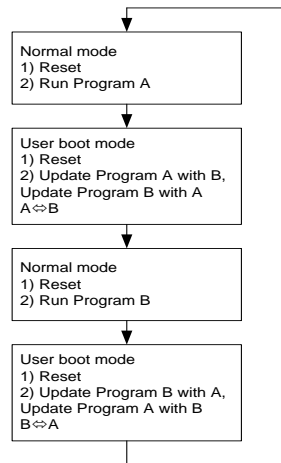 Normal mode
1) Reset
2) Run Program A
User boot mode
1) Reset
2) Update Program A with B,
Update Program B with A
A⇔B
Normal mode
1) Reset
2) Run Program B
User boot mode
1) Reset
2) Update Program B with A,
Update Program A with B
B⇔A